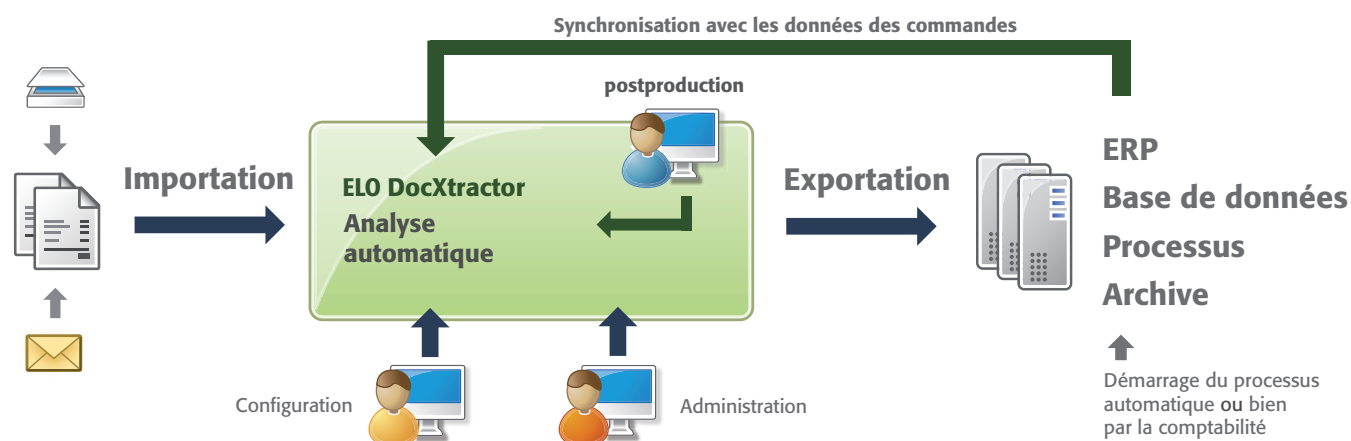 Synchronisation avec les données des commandes
postproduction
Importation
ELO DocXtractor
Analyse
automatique
Exportation
ERP
Base de données
Processus
Archive
Configuration
Administration
Démarrage du processus
automatique ou bien
par la comptabilité